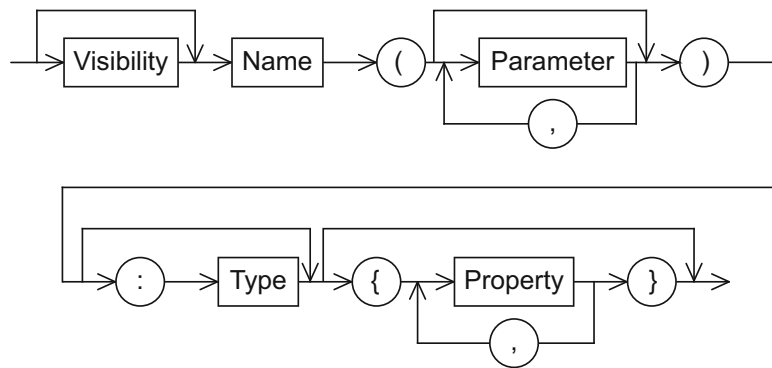 Visibility Name ( Parameter )
,
: Type { Property }
,